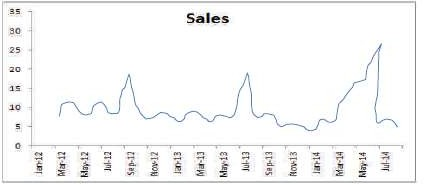 Sales
35
30
25
20
15
10
5
0
Jan-12
Mar-12
May-12
Jul-12
Sep-12
Nov-12
Jan-13
Mar-13
May-13
Jul-13
Sep-13
Nov-13
Jan-14
Mar-14
May-14
Jul-14